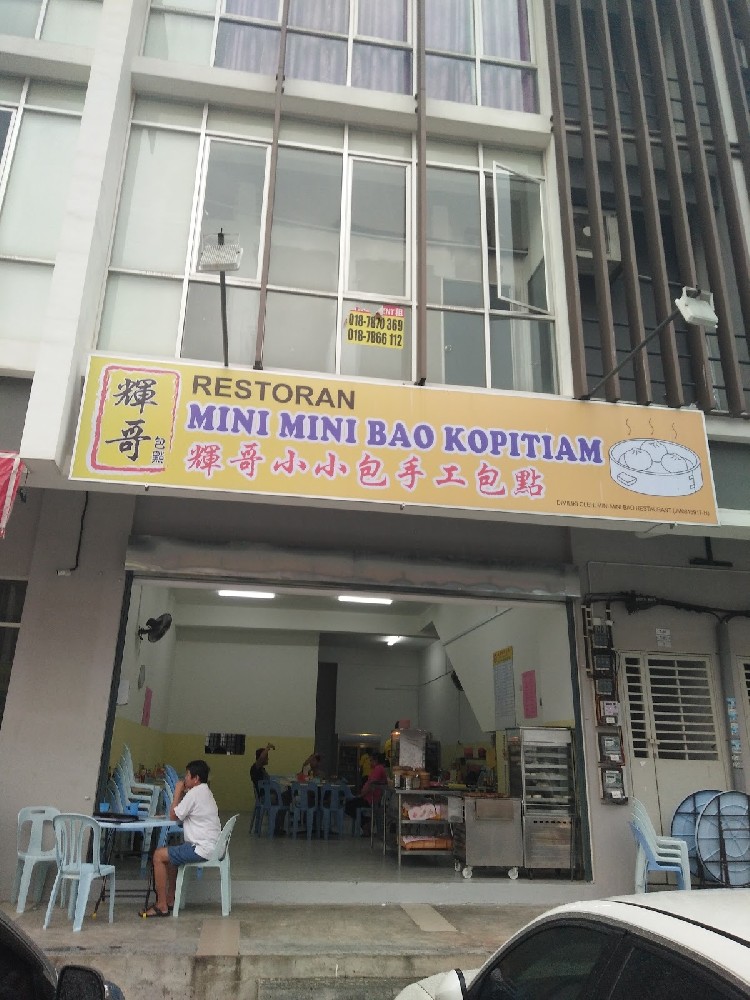 018-7870 369
018-7866 112
輝哥
包點
RESTORAN
MINI MINI BAO KOPITIAM
輝哥小小包手工包點